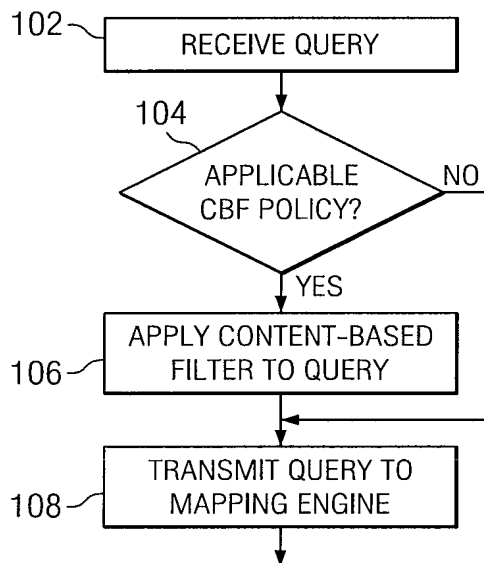 102
RECEIVE QUERY
104
APPLICABLE
CBF POLICY?
NO
YES
106
APPLY CONTENT-BASED
FILTER TO QUERY
108
TRANSMIT QUERY TO
MAPPING ENGINE